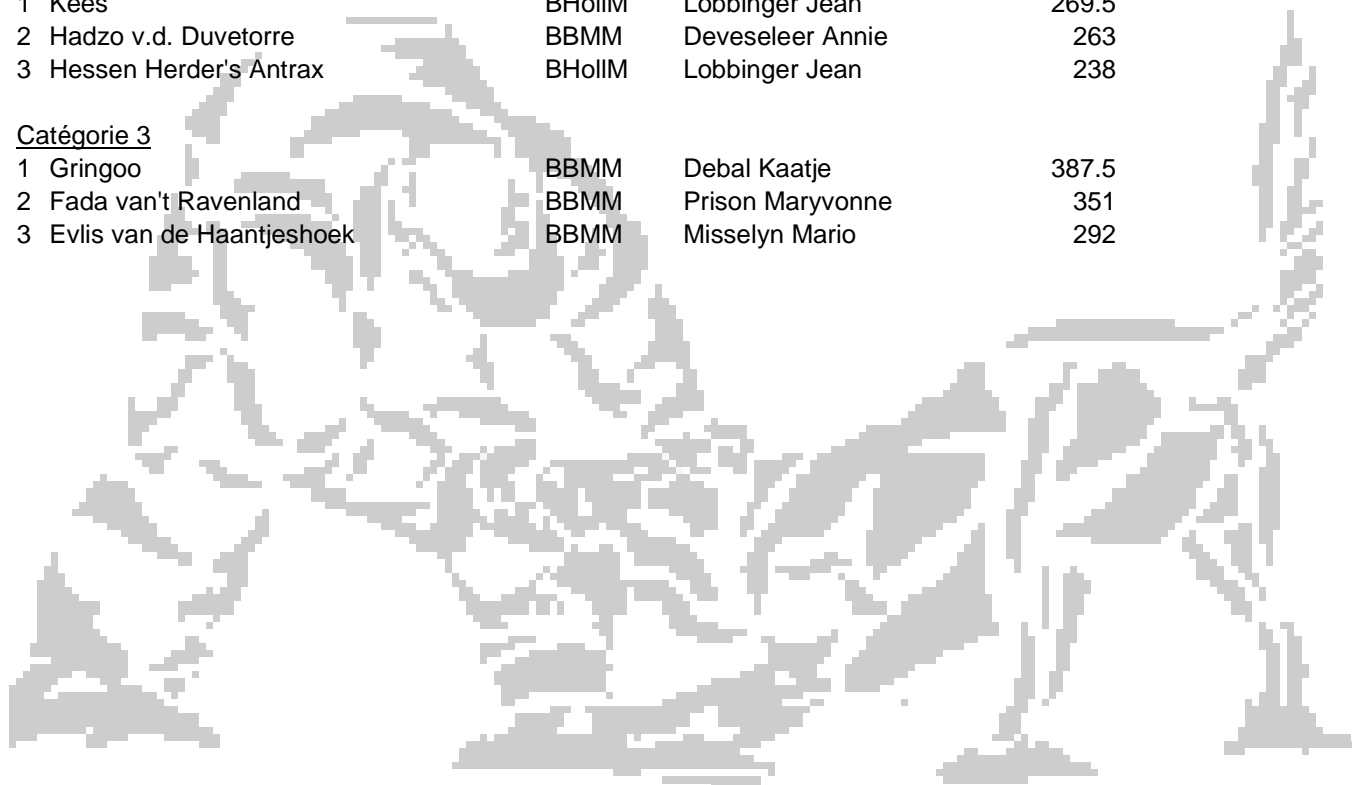 1 Kees BHollM Lobbinger Jean 269.5
2 Hadzo v.d. Duvetorre BBMM Deveseleer Annie 263
3 Hessen Herder's Antrax BHollM Lobbinger Jean 238
Catégorie 3
1 Gringoo BBMM Debal Kaatje 387.5
2 Fada van't Ravenland BBMM Prison Maryvonne 351
3 Evlis van de Haantjeshoek BBMM Misselyn Mario 292